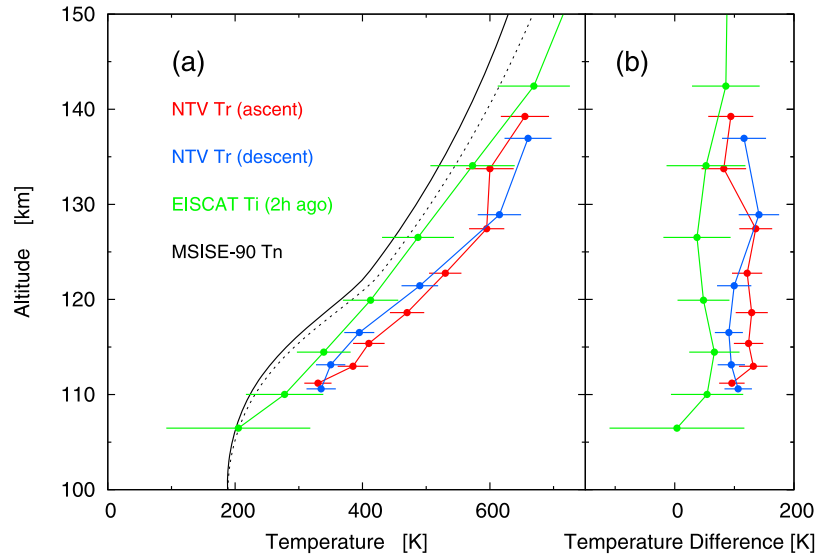 (a)
(b)
NTV Tr (ascent)
NTV Tr (descent)
EISCAT Ti (2h ago)
MSISE-90 Tn
Altitude [km]
150
140
130
120
110
100
0 200 400 600
0 200
Temperature [K]
Temperature Difference [K]